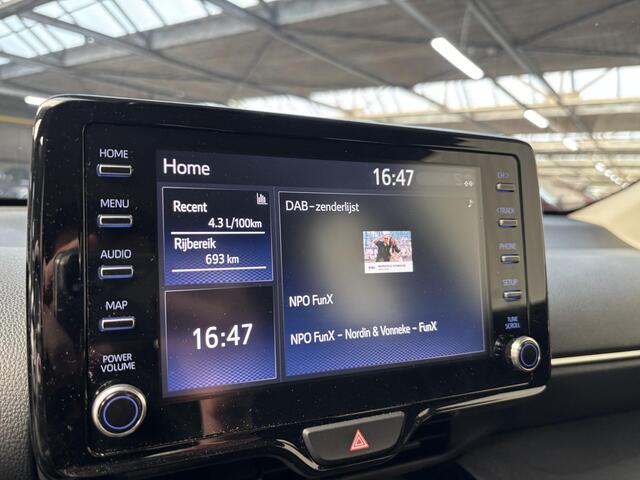 HOME
MENU
AUDIO
MAP
POWER
VOLUME
Home
16:47
Recent
4.3 L/100km
Rijbereik
693 km
16:47
DAB-zenderlijst
NPO FunX
NPO FunX - Nordin & Vonneke - FunX
CH>
<TRACK
PHONE
SETUP
TUNE
SCROLL